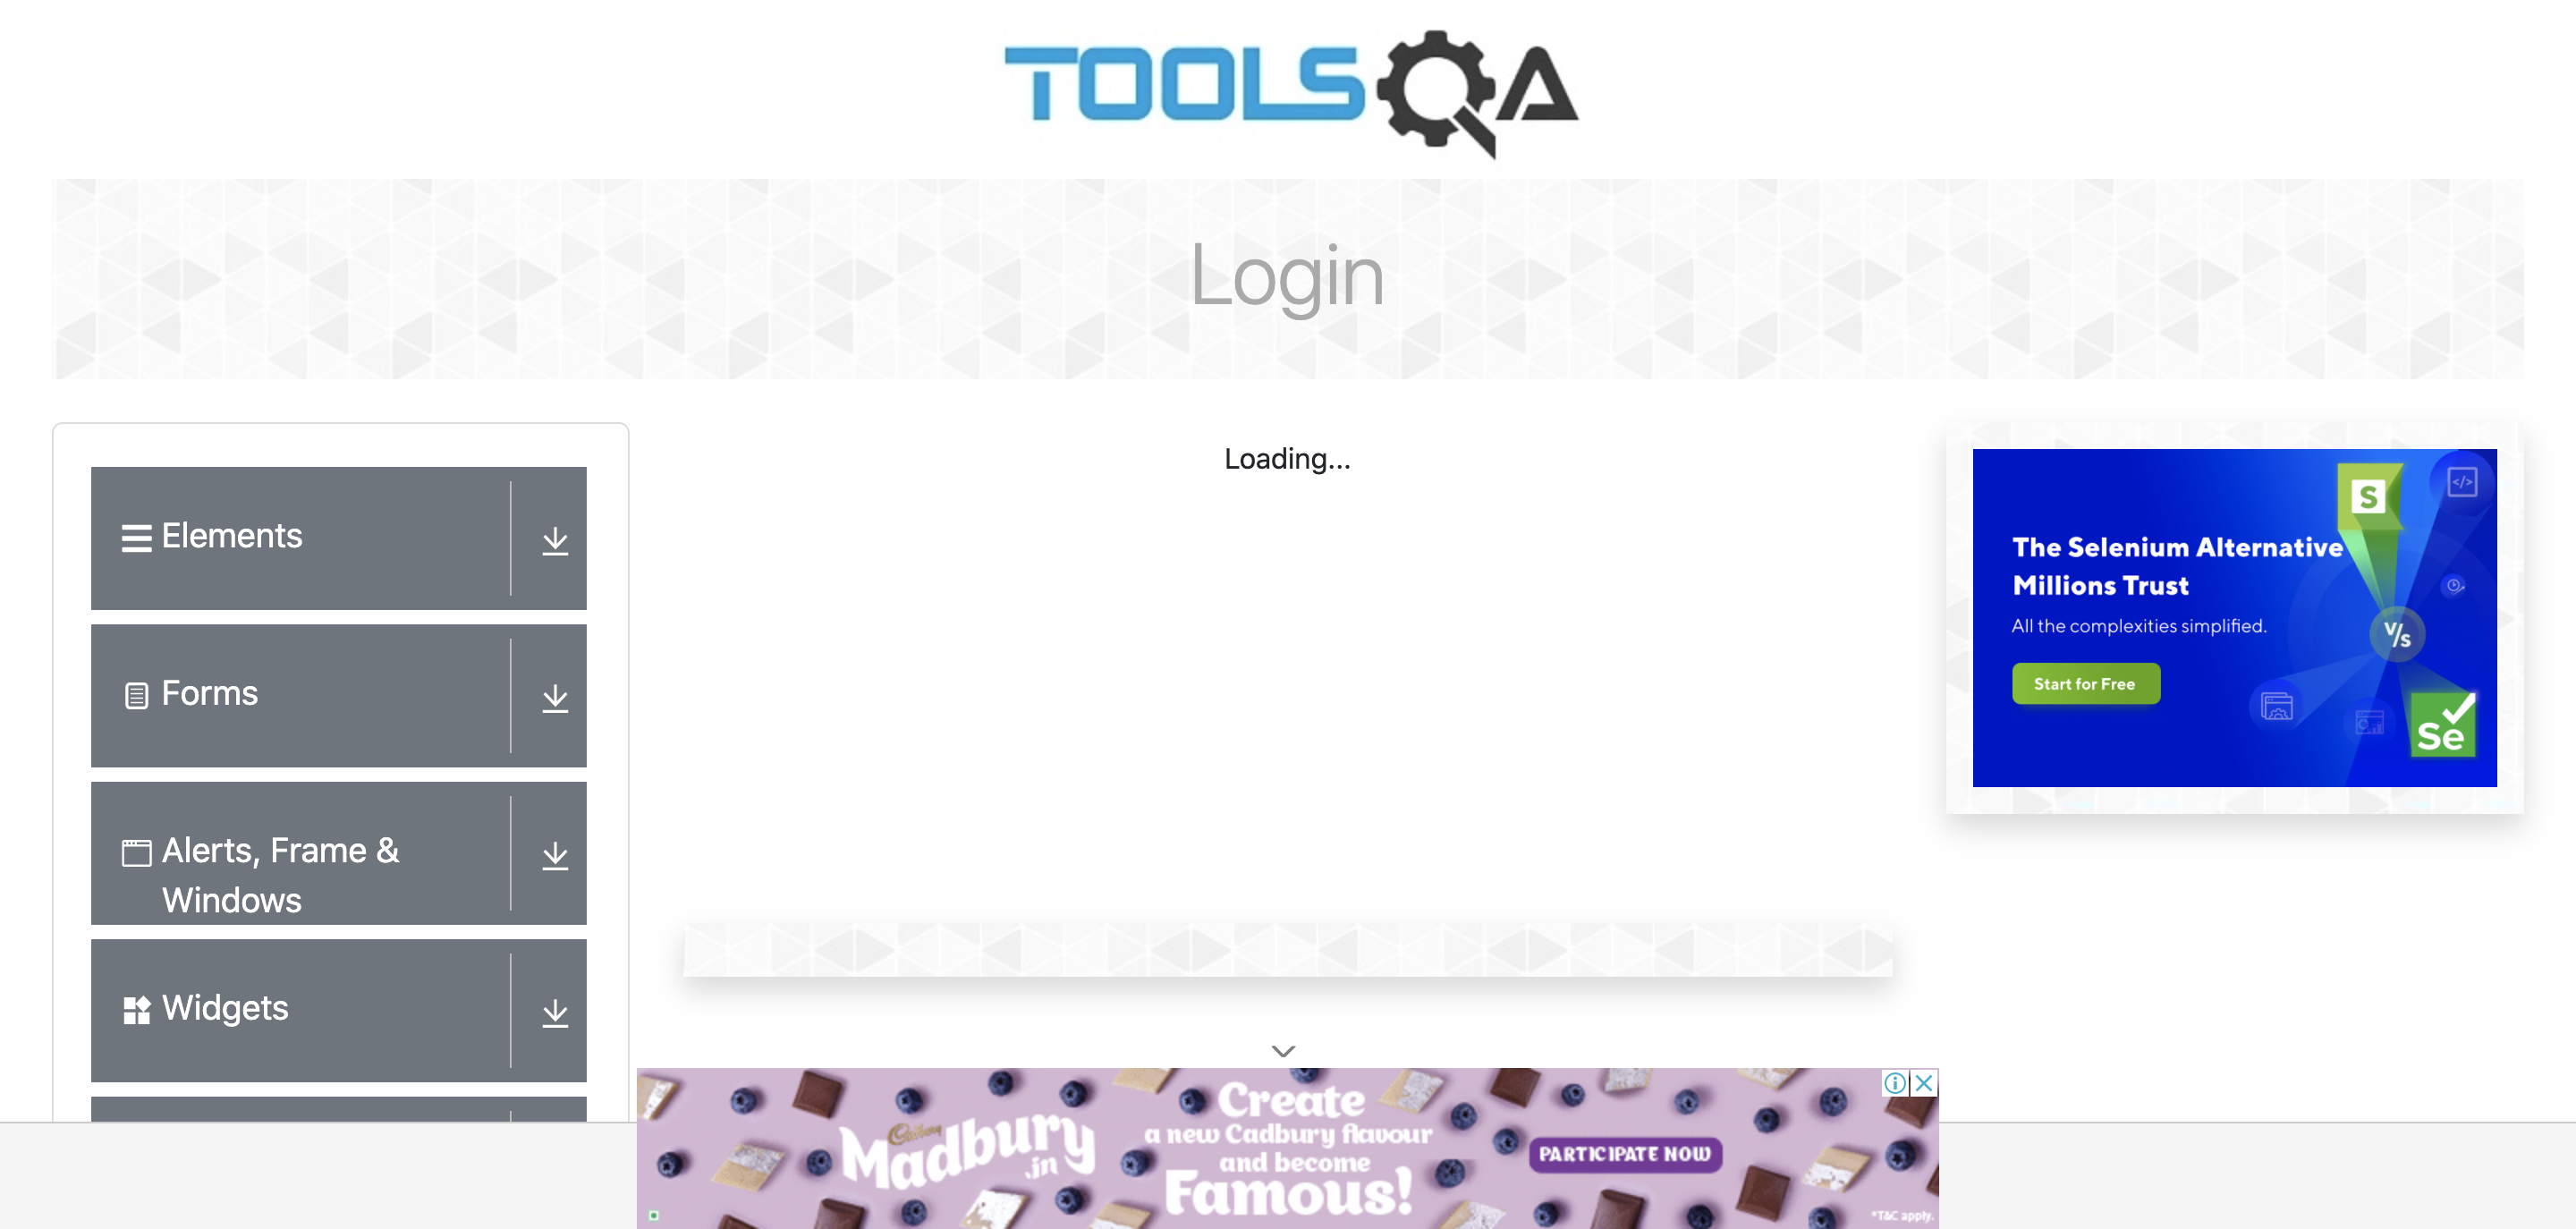 TOOLSQA
Login
Elements
Forms
Alerts, Frame &
Windows
Widgets
Loading...
The Selenium Alternative
Millions Trust
All the complexities simplified.
Start for Free
S
</>
V/s
Se
Cadbury
Madbury
.in
Create
a new Cadbury flavour
and become
Famous!
PARTICIPATE NOW
*T&C apply.